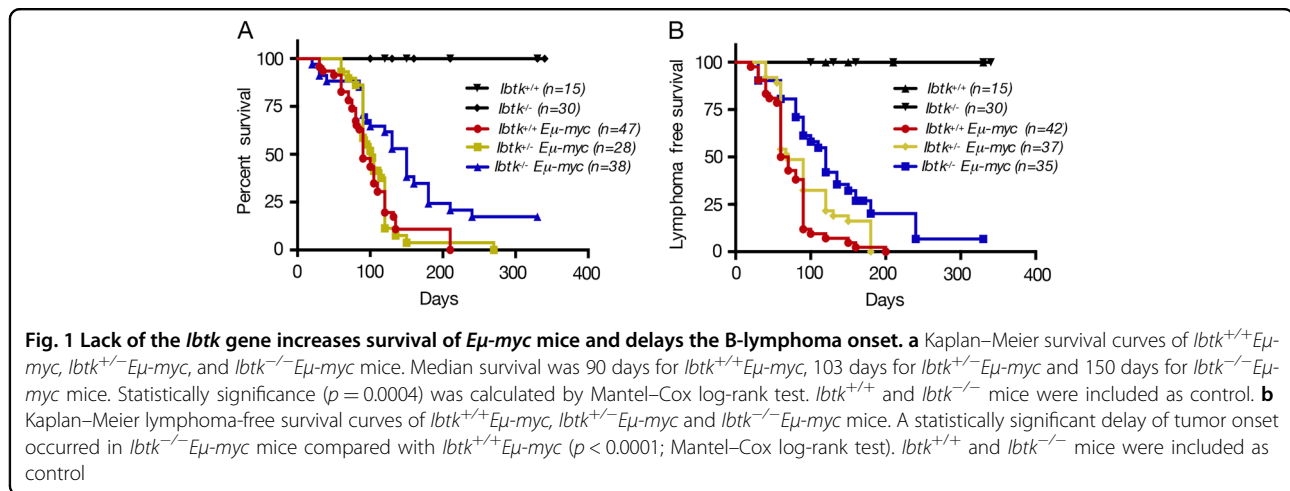 A
Percent survival
100
75
50
25
0
0 100 200 300 400
Days
Ibtk+/+ (n=15)
Ibtk-/- (n=30)
Ibtk+/+ Eμ-myc (n=47)
Ibtk+/- Eμ-myc (n=28)
Ibtk-/- Eμ-myc (n=38)
B
Lymphoma free survival
100
75
50
25
0
0 100 200 300 400
Days
Ibtk+/+ (n=15)
Ibtk-/- (n=30)
Ibtk+/+ Eμ-myc (n=42)
Ibtk+/- Eμ-myc (n=37)
Ibtk-/- Eμ-myc (n=35)
Fig. 1 Lack of the Ibtk gene increases survival of Eμ-myc mice and delays the B-lymphoma onset. a Kaplan–Meier survival curves of Ibtk+/+Eμ-
myc, Ibtk+/−Eμ-myc, and Ibtk−/−Eμ-myc mice. Median survival was 90 days for Ibtk+/+Eμ-myc, 103 days for Ibtk+/−Eμ-myc and 150 days for Ibtk−/−Eμ-
myc mice. Statistically significance (p = 0.0004) was calculated by Mantel–Cox log-rank test. Ibtk+/+ and Ibtk−/− mice were included as control. b
Kaplan–Meier lymphoma-free survival curves of Ibtk+/+Eμ-myc, Ibtk+/−Eμ-myc and Ibtk−/−Eμ-myc mice. A statistically significant delay of tumor onset
occurred in Ibtk−/−Eμ-myc mice compared with Ibtk+/+Eμ-myc (p < 0.0001; Mantel–Cox log-rank test). Ibtk+/+ and Ibtk−/− mice were included as
control